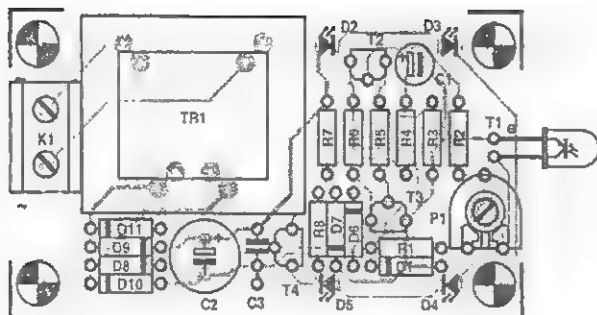 D2 D3
T2
C1
K1
TR1
R7 R6 R5 R4 R3 R2
T1
e
T3
P1
~
D11
D9
D8
D10
R8 D7 D6
R1
D1
C2 C3 T4 D5 D4